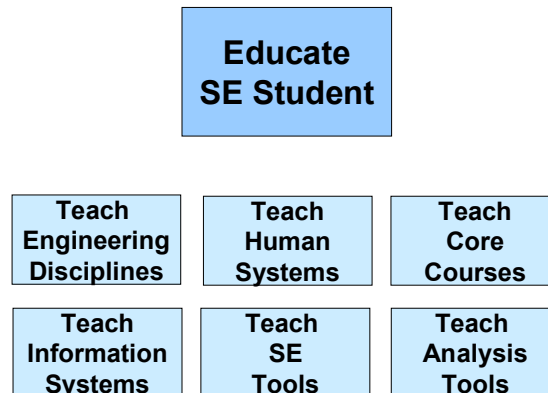 Educate
SE Student
Teach
Engineering
Disciplines
Teach
Human
Systems
Teach
Core
Courses
Teach
Information
Systems
Teach
SE
Tools
Teach
Analysis
Tools